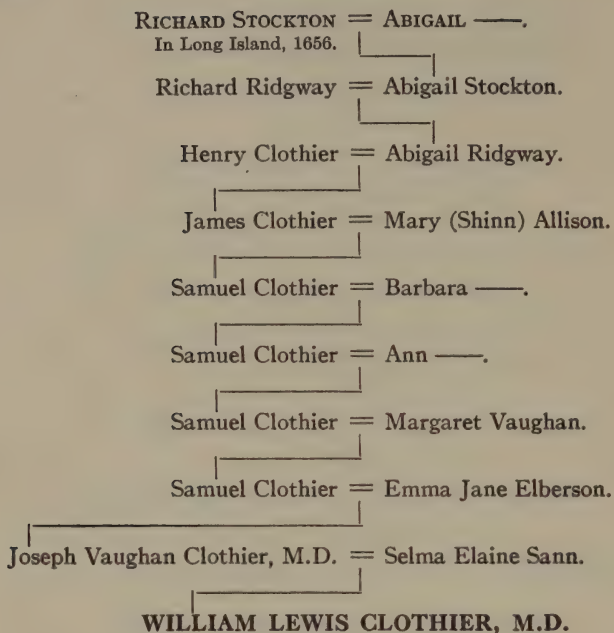 RICHARD STOCKTON = ABIGAIL ——.
In Long Island, 1656.
Richard Ridgway = Abigail Stockton.
Henry Clothier = Abigail Ridgway.
James Clothier = Mary (Shinn) Allison.
Samuel Clothier = Barbara ——.
Samuel Clothier = Ann ——.
Samuel Clothier = Margaret Vaughan.
Samuel Clothier = Emma Jane Elberson.
Joseph Vaughan Clothier, M.D. = Selma Elaine Sann.
WILLIAM LEWIS CLOTHIER, M.D.